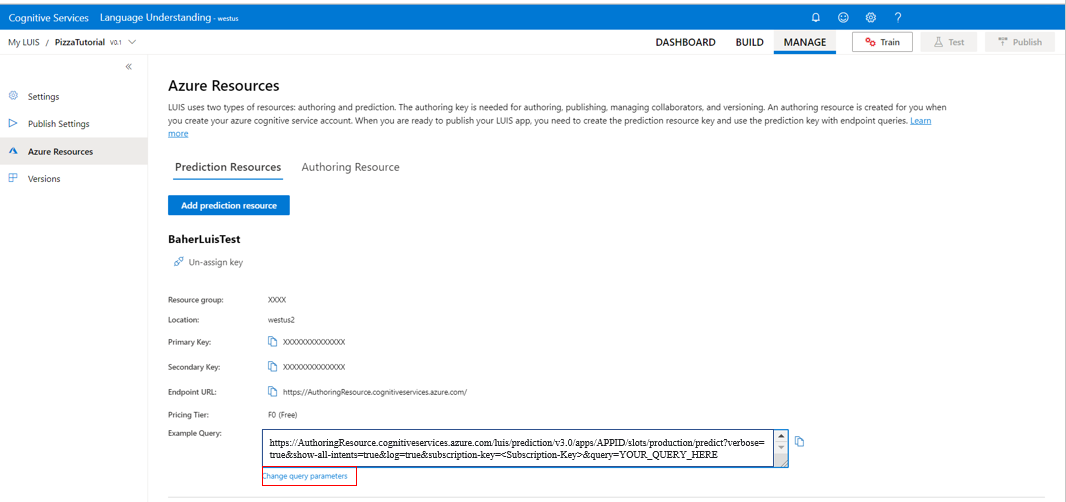 Cognitive Services Language Understanding - westus ?
My LUIS / PizzaTutorial V0.1 DASHBOARD BUILD MANAGE Train Test Publish
«
Azure Resources
Settings
LUIS uses two types of resources: authoring and prediction. The authoring key is needed for authoring, publishing, managing collaborators, and versioning. An authoring resource is created for you when
Publish Settings
you create your azure cognitive service account. When you are ready to publish your LUIS app, you need to create the prediction resource key and use the prediction key with endpoint queries. Learn
more
Azure Resources
Versions
Prediction Resources Authoring Resource
Add prediction resource
BaherLuisTest
Un-assign key
Resource group: XXXX
Location: westus2
Primary Key: XXXXXXXXXXXXXX
Secondary Key: XXXXXXXXXXXXXX
Endpoint URL: https://AuthoringResource.cognitiveservices.azure.com/
Pricing Tier: F0 (Free)
Example Query:
https://AuthoringResource.cognitiveservices.azure.com/luis/prediction/v3.0/apps/APPID/slots/production/predict?verbose=
true&show-all-intents=true&log=true&subscription-key=<Subscription-Key>&query=YOUR_QUERY_HERE
Change query parameters